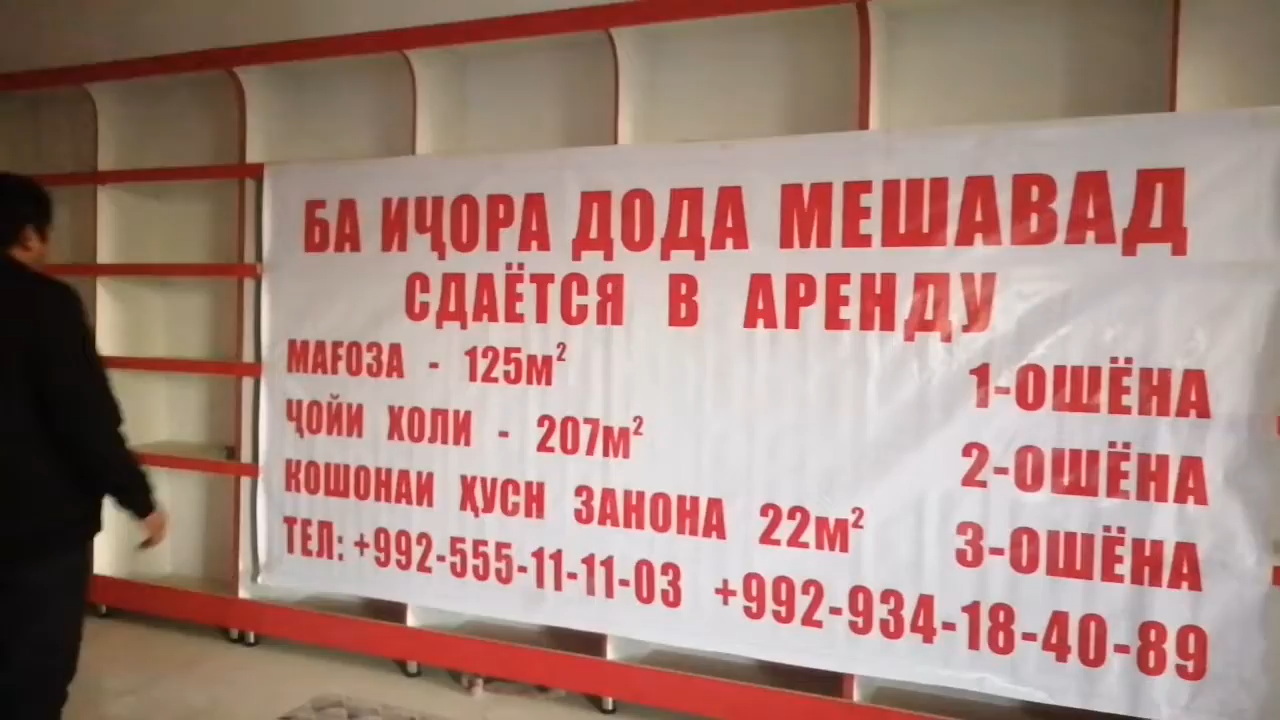 БА ИҶОРА ДОДА МЕШАВАД
СДАЁТСЯ В АРЕНДУ
МАҒОЗА - 125м² 1-ОШЁНА
ҶОЙИ ХОЛИ - 207м² 2-ОШЁНА
КОШОНАИ ҲУСН ЗАНОНА 22м² 3-ОШЁНА
ТЕЛ: +992-555-11-11-03 +992-934-18-40-89